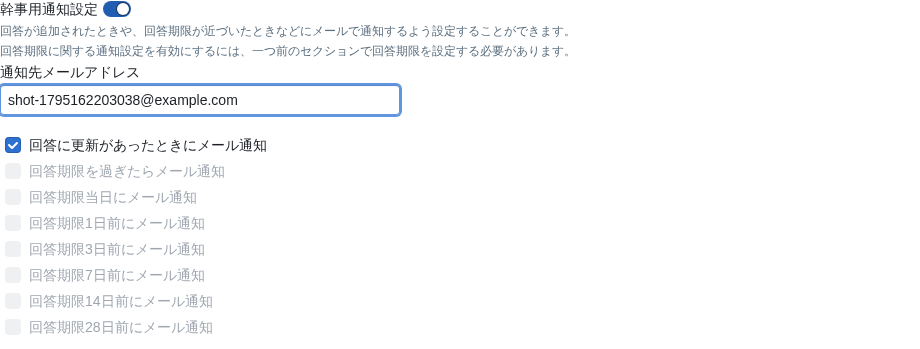 幹事用通知設定
回答が追加されたときや、回答期限が近づいたときなどにメールで通知するよう設定することができます。
回答期限に関する通知設定を有効にするには、一つ前のセクションで回答期限を設定する必要があります。
通知先メールアドレス
shot-1795162203038@example.com
回答に更新があったときにメール通知
回答期限を過ぎたらメール通知
回答期限当日にメール通知
回答期限1日前にメール通知
回答期限3日前にメール通知
回答期限7日前にメール通知
回答期限14日前にメール通知
回答期限28日前にメール通知